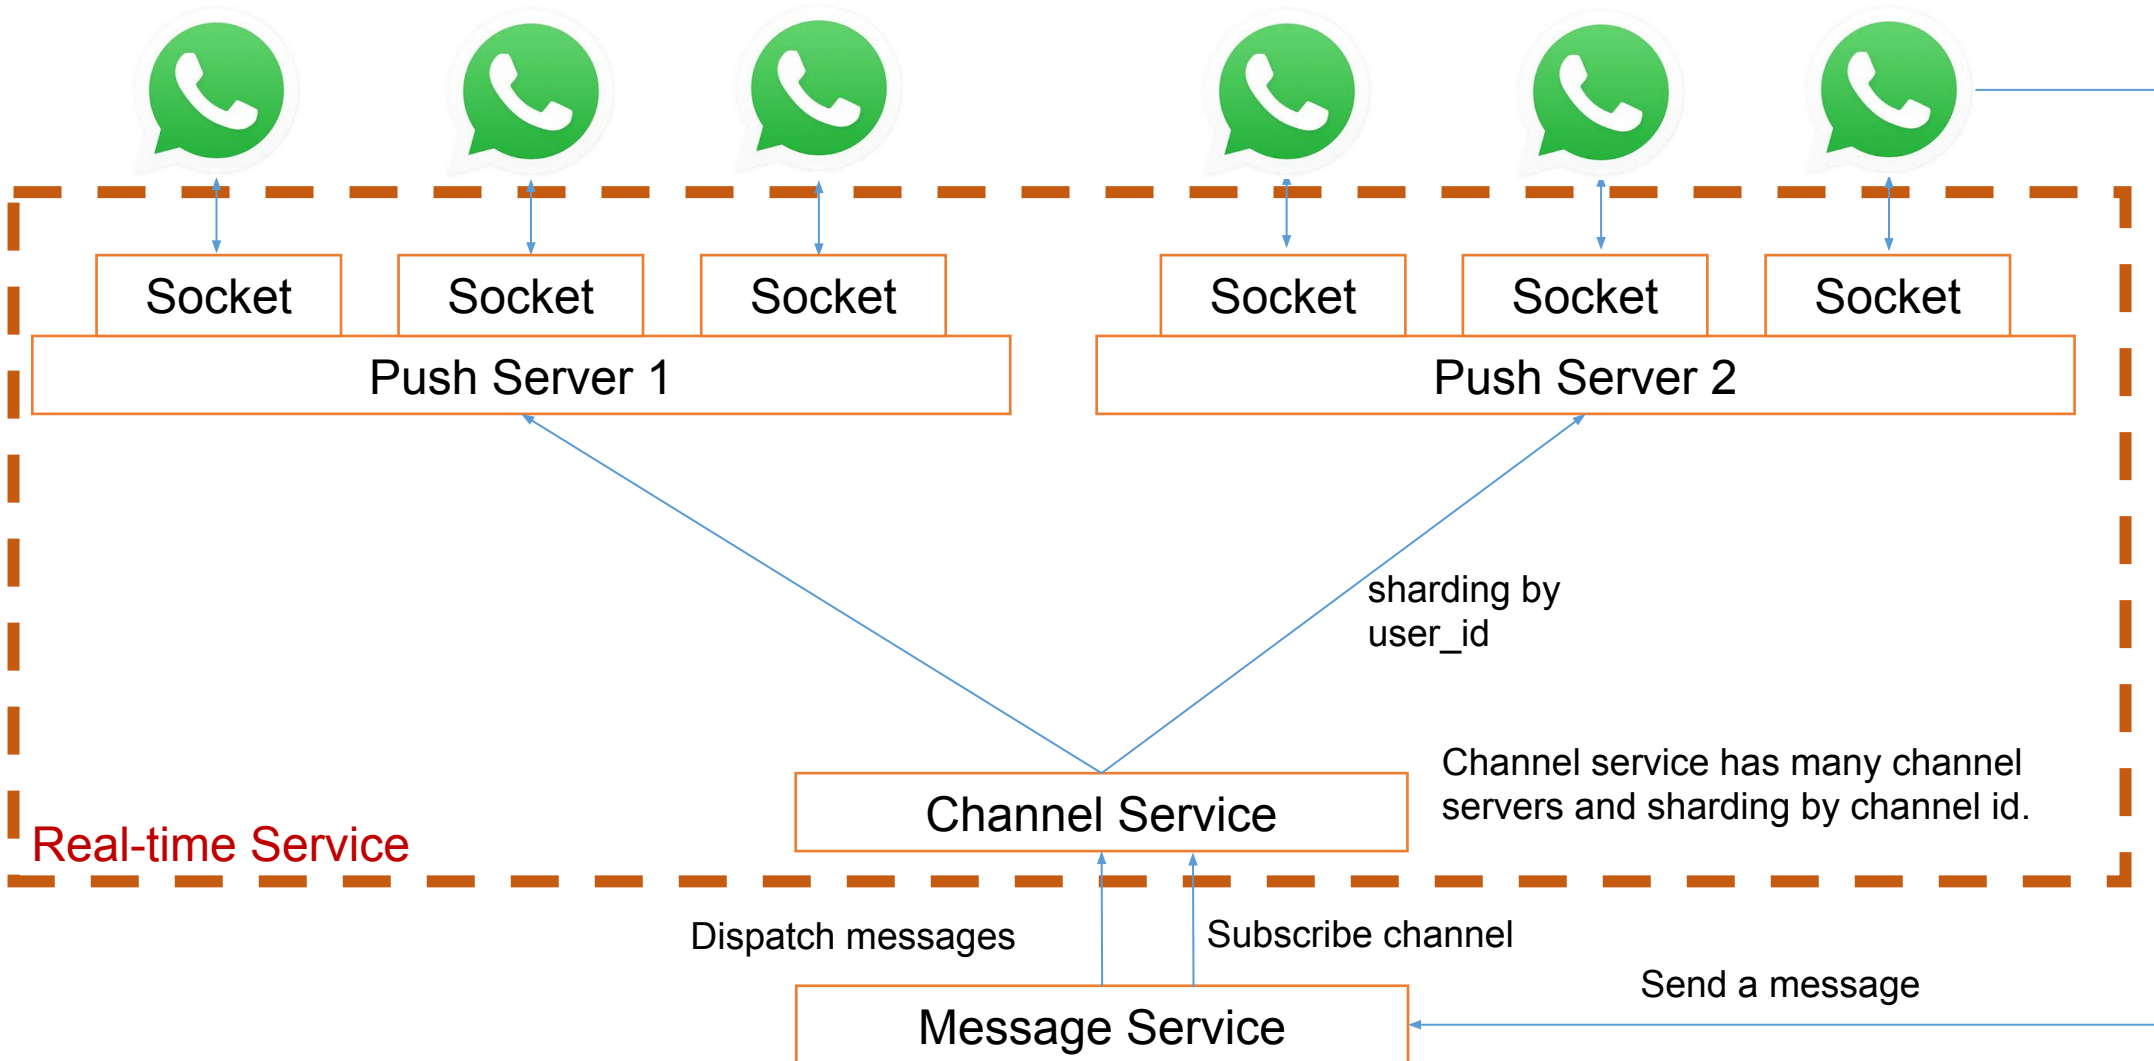 Socket
Socket
Socket
Socket
Socket
Socket
Push Server 1
Push Server 2
sharding by
user_id
Channel Service
Channel service has many channel
servers and sharding by channel id.
Real-time Service
Dispatch messages
Subscribe channel
Send a message
Message Service